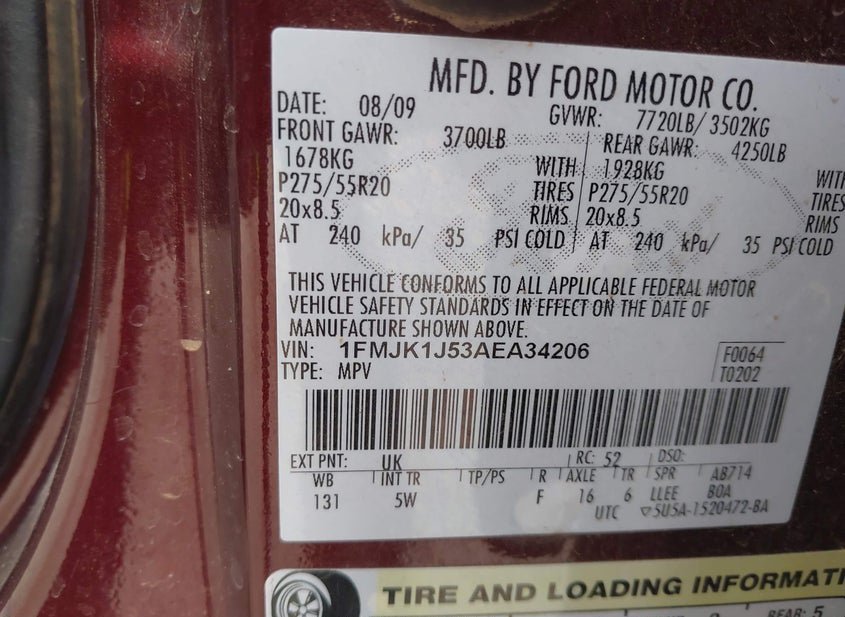 MFD. BY FORD MOTOR CO.
DATE: 08/09 GVWR: 7720LB/ 3502KG
FRONT GAWR: 3700LB REAR GAWR: 4250LB
1678KG WITH 1928KG WITH
P275/55R20 TIRES P275/55R20 TIRES
20x8.5 RIMS 20x8.5 RIMS
AT 240 kPa/ 35 PSI COLD AT 240 kPa/ 35 PSI COLD
THIS VEHICLE CONFORMS TO ALL APPLICABLE FEDERAL MOTOR
VEHICLE SAFETY STANDARDS IN EFFECT ON THE DATE OF
MANUFACTURE SHOWN ABOVE.
VIN: 1FMJK1J53AEA34206 F0064
TYPE: MPV T0202
EXT PNT: UK RC: 52 DSO:
WB INT TR TP/PS R AXLE TR SPR AB714
131 5W F 16 6 LLEE BOA
UTC ▽5U5A-1520472-BA
TIRE AND LOADING INFORMATI
REAR: 5